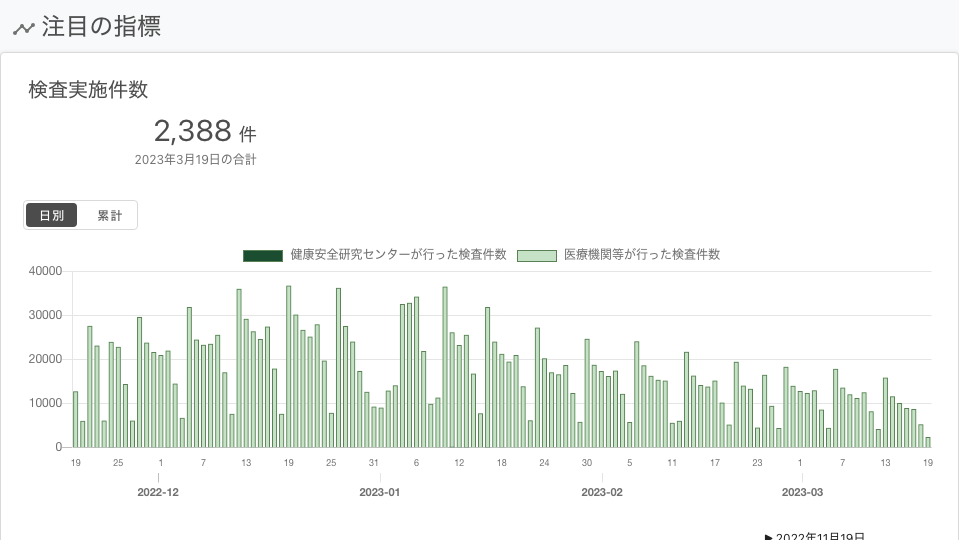 注目の指標
検査実施件数
2,388 件
2023年3月19日の合計
日別 累計
健康安全研究センターが行った検査件数 医療機関等が行った検査件数
40000
30000
20000
10000
0
19 25 1 7 13 19 25 31 6 12 18 24 30 5 11 17 23 1 7 13 19
2022-12 2023-01 2023-02 2023-03
▶ 2022年11月19日